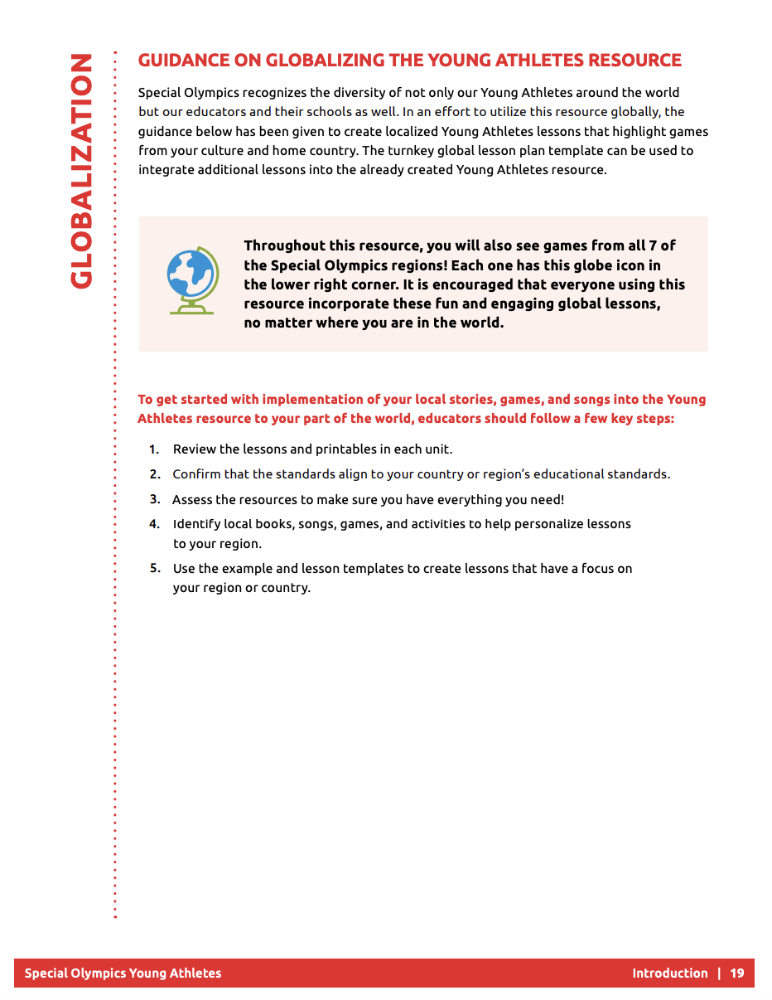 GLOBALIZATION
GUIDANCE ON GLOBALIZING THE YOUNG ATHLETES RESOURCE
Special Olympics recognizes the diversity of not only our Young Athletes around the world
but our educators and their schools as well. In an effort to utilize this resource globally, the
guidance below has been given to create localized Young Athletes lessons that highlight games
from your culture and home country. The turnkey global lesson plan template can be used to
integrate additional lessons into the already created Young Athletes resource.
Throughout this resource, you will also see games from all 7 of
the Special Olympics regions! Each one has this globe icon in
the lower right corner. It is encouraged that everyone using this
resource incorporate these fun and engaging global lessons,
no matter where you are in the world.
To get started with implementation of your local stories, games, and songs into the Young
Athletes resource to your part of the world, educators should follow a few key steps:
1. Review the lessons and printables in each unit.
2. Confirm that the standards align to your country or region's educational standards.
3. Assess the resources to make sure you have everything you need!
4. Identify local books, songs, games, and activities to help personalize lessons
to your region.
5. Use the example and lesson templates to create lessons that have a focus on
your region or country.
Special Olympics Young Athletes
Introduction | 19